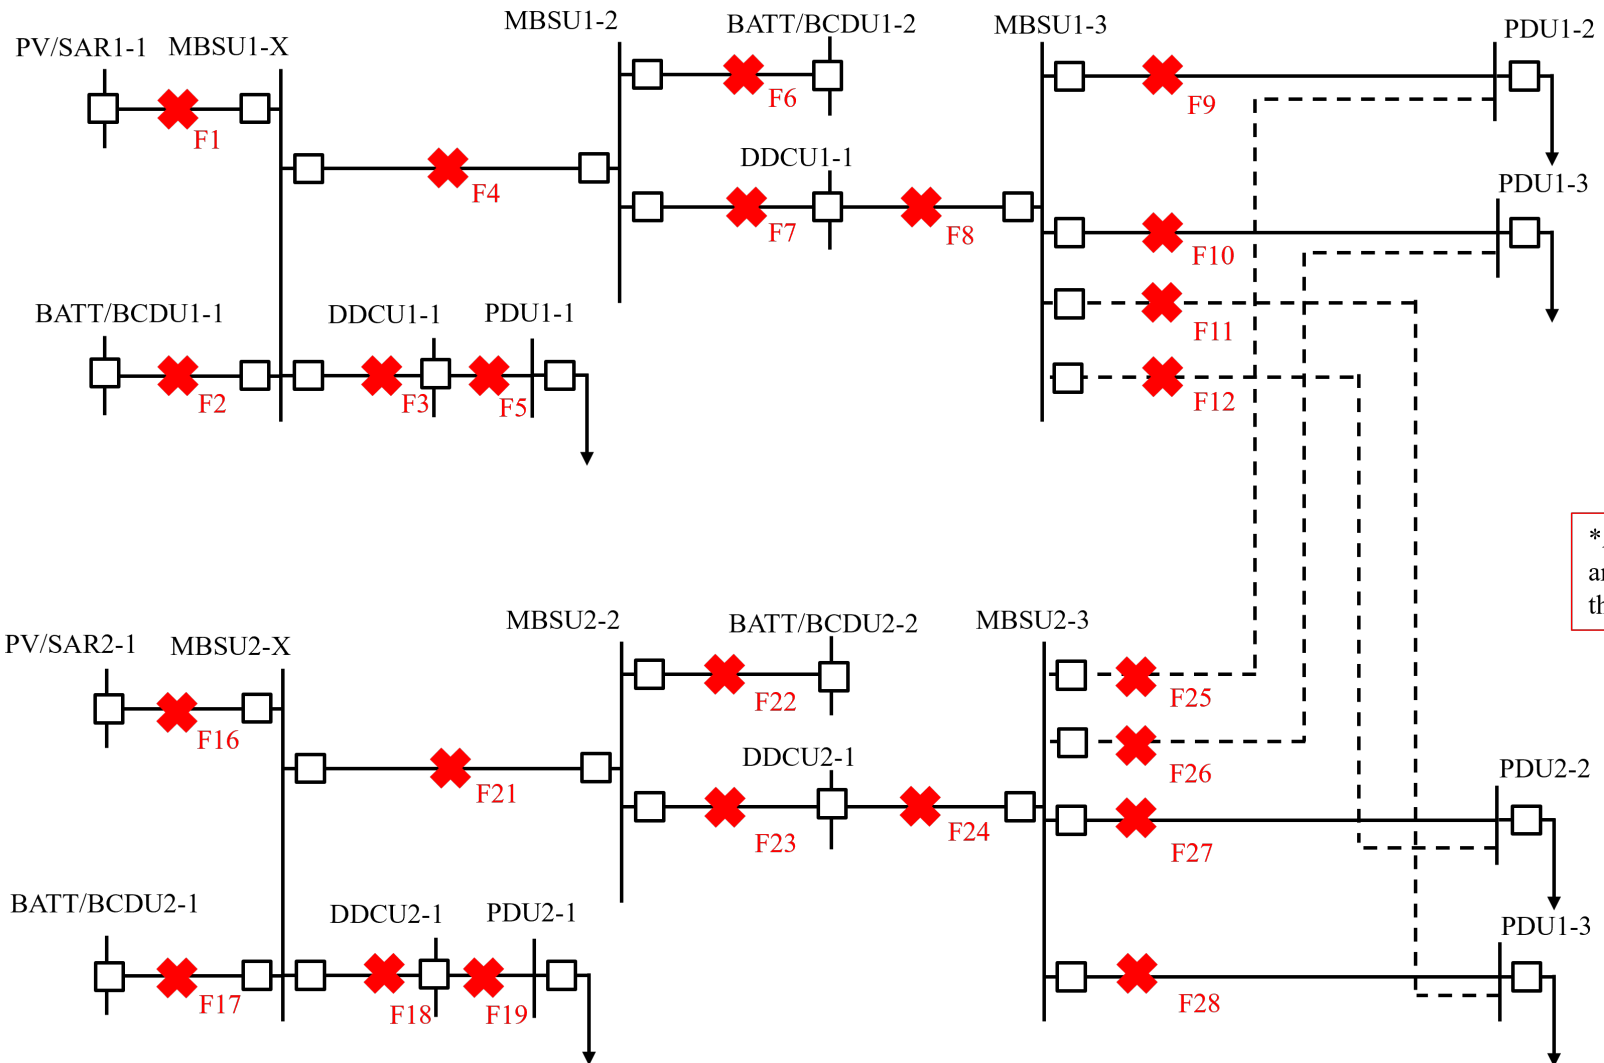 MBSU1-2
BATT/BCDU1-2
MBSU1-3
PDU1-2
PV/SAR1-1
MBSU1-X
F6
F9
F1
DDCU1-1
F4
PDU1-3
F7
F8
F10
BATT/BCDU1-1
DDCU1-1
PDU1-1
F11
F2
F3
F5
F12
*
MBSU2-2
BATT/BCDU2-2
MBSU2-3
PV/SAR2-1
MBSU2-X
F22
F25
F16
DDCU2-1
F26
PDU2-2
F21
F23
F24
F27
BATT/BCDU2-1
DDCU2-1
PDU2-1
PDU1-3
F17
F18
F19
F28